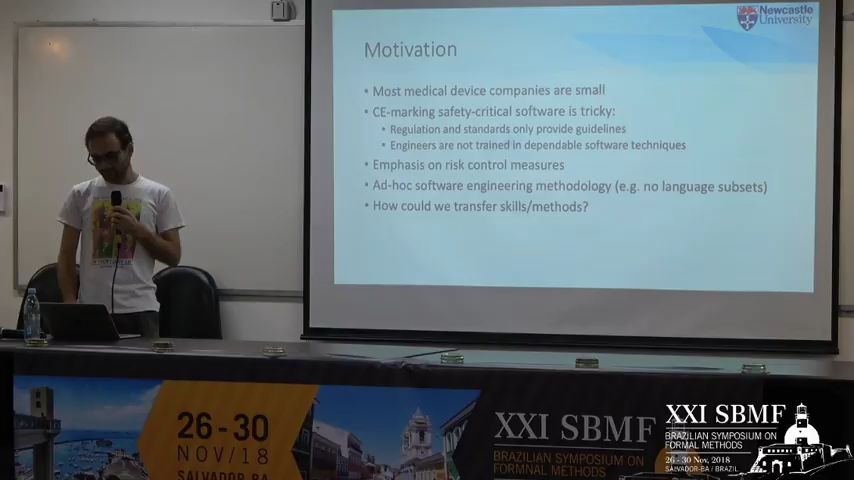 Newcastle
University
Motivation
• Most medical device companies are small
• CE-marking safety-critical software is tricky:
• Regulation and standards only provide guidelines
• Engineers are not trained in dependable software techniques
• Emphasis on risk control measures
• Ad-hoc software engineering methodology (e.g. no language subsets)
• How could we transfer skills/methods?
26 - 30
NOV/18
SALVADOR-BA
XXI SBMF
BRAZILIAN SYMPOSIUM ON
FORMNAL METHODS
XXI SBMF
BRAZILIAN SYMPOSIUM ON
FORMAL METHODS
26 - 30 Nov, 2018
SALVADOR-BA / BRAZIL